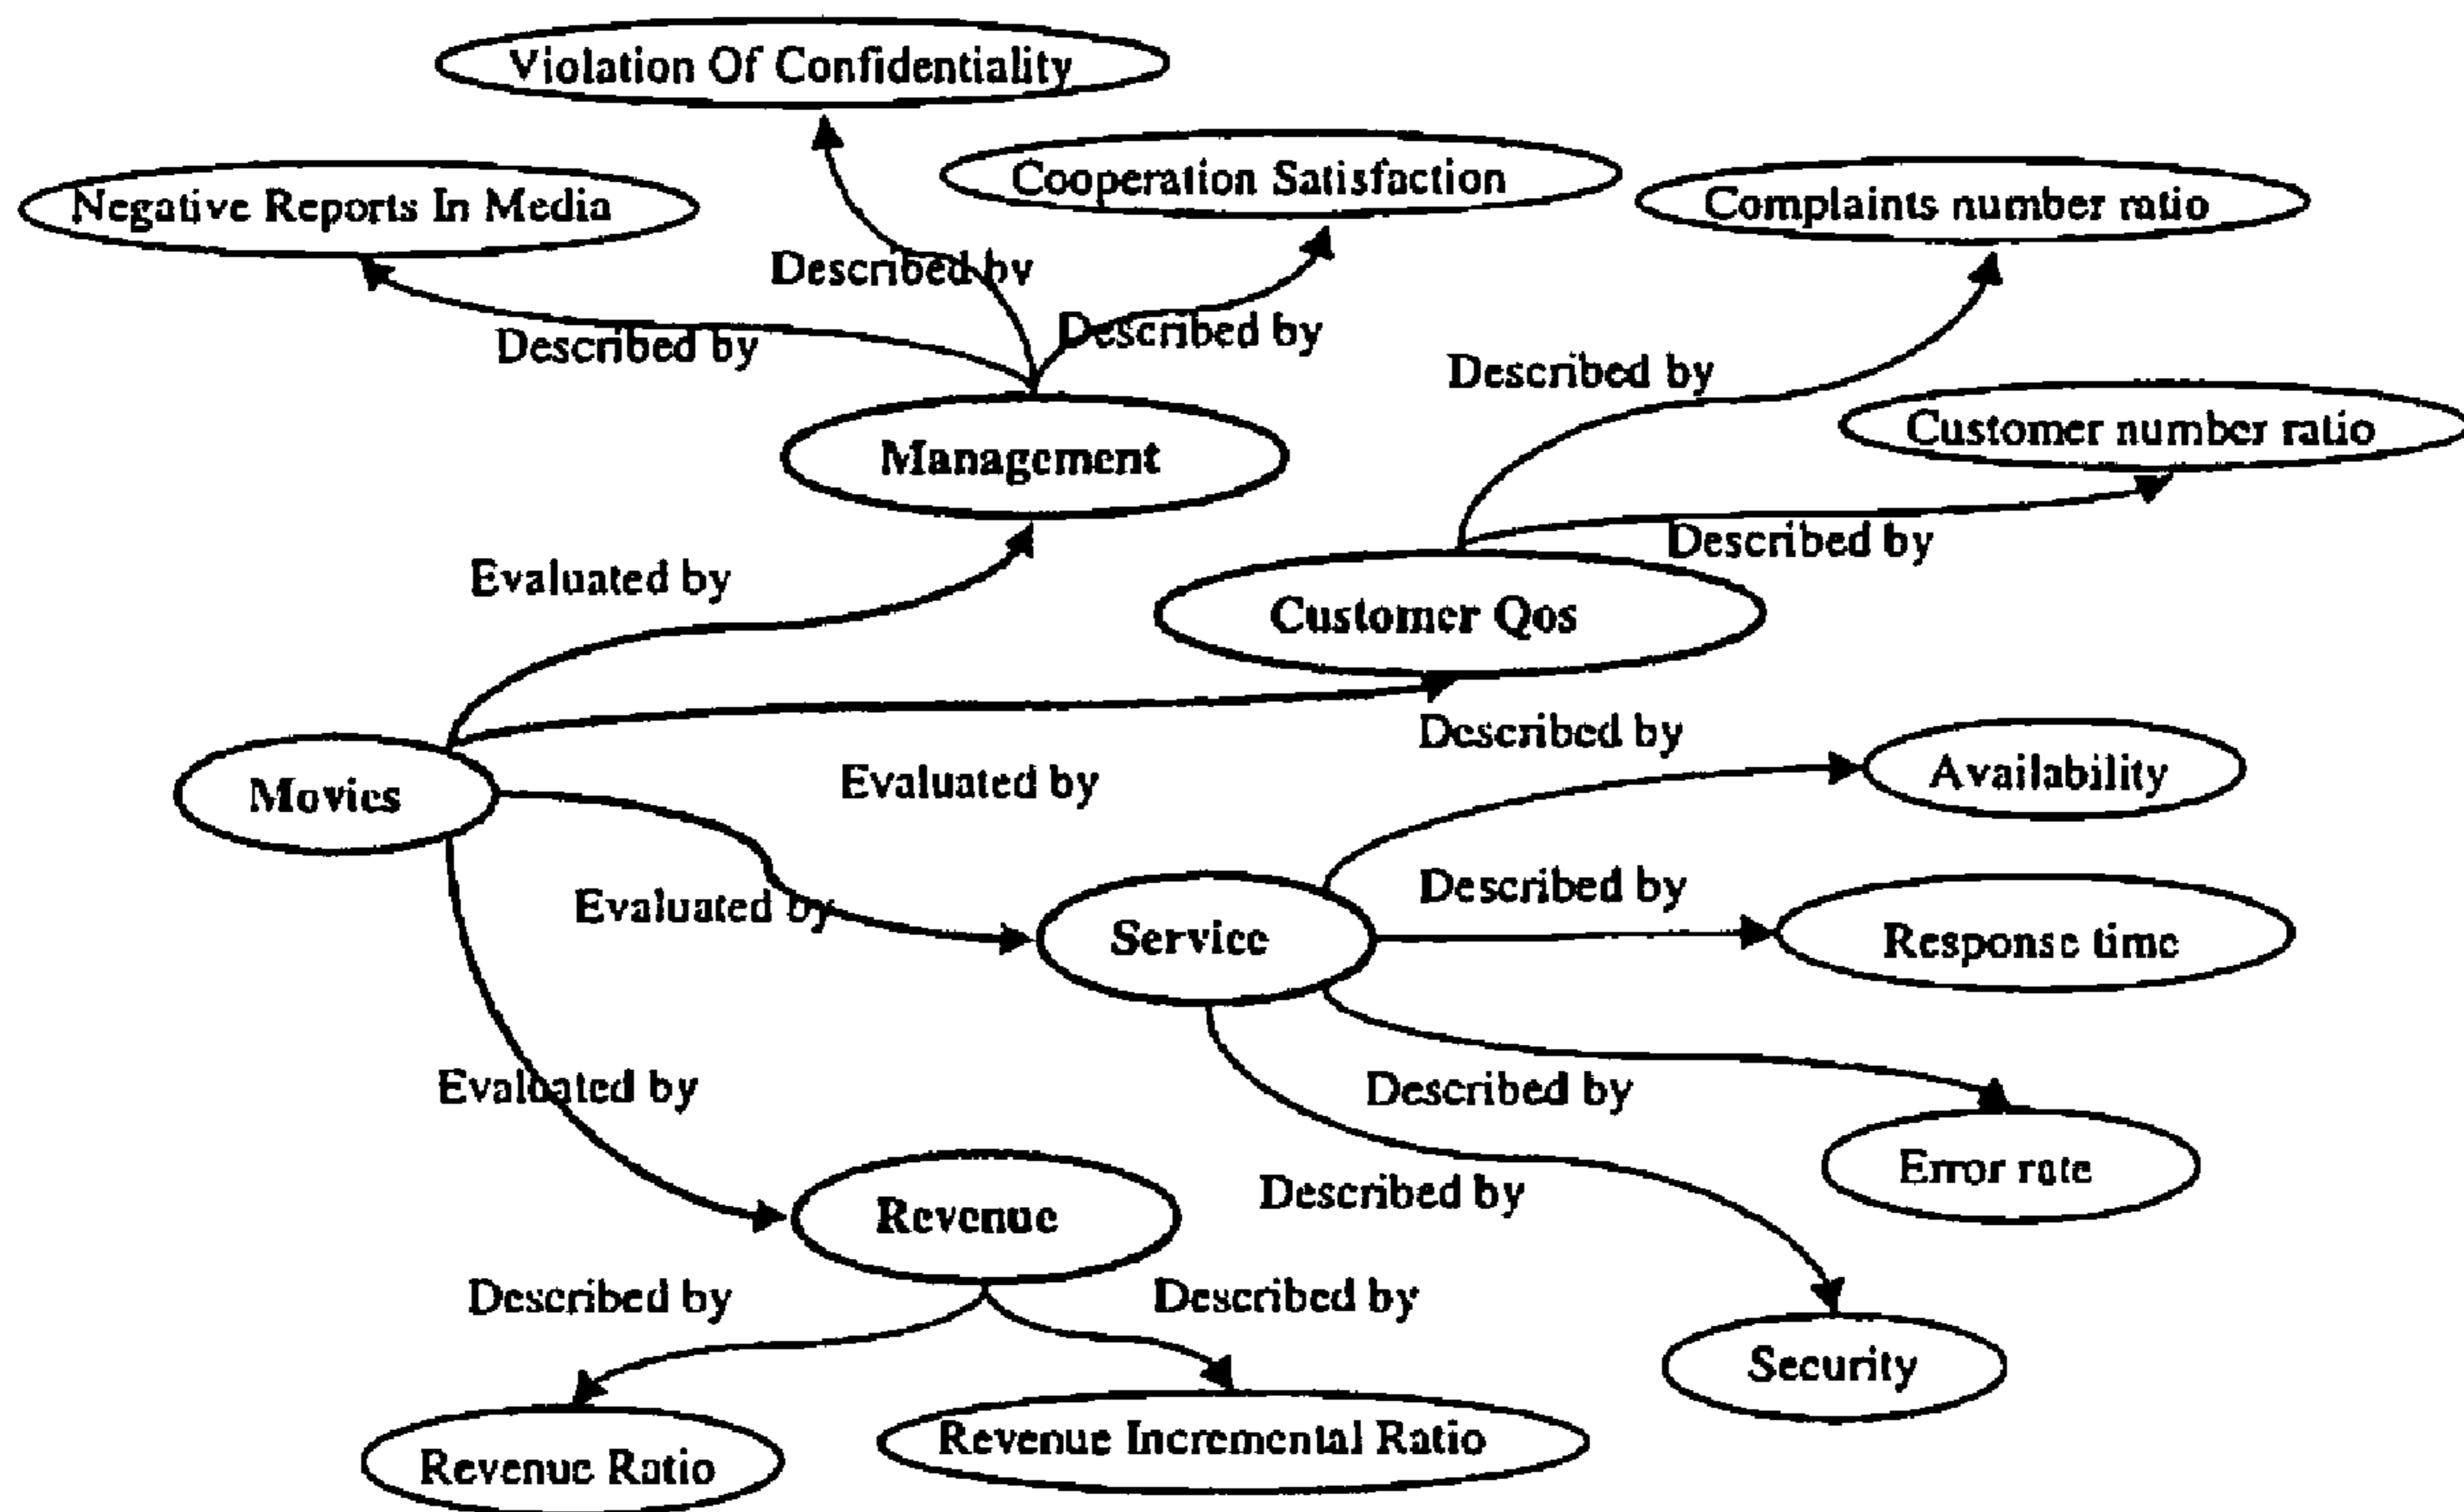 Violation Of Confidentiality
Cooperation Satisfaction
Negative Reports In Media
Complaints number ratio
Described by
Described by
Described by
Described by
Customer number ratio
Management
Described by
Evaluated by
Customer Qos
Described by
Evaluated by
Availability
Movies
Described by
Evaluated by
Service
Response time
Evaluated by
Described by
Error rate
Described by
Revenue
Described by
Described by
Security
Revenue Incremental Ratio
Revenue Ratio